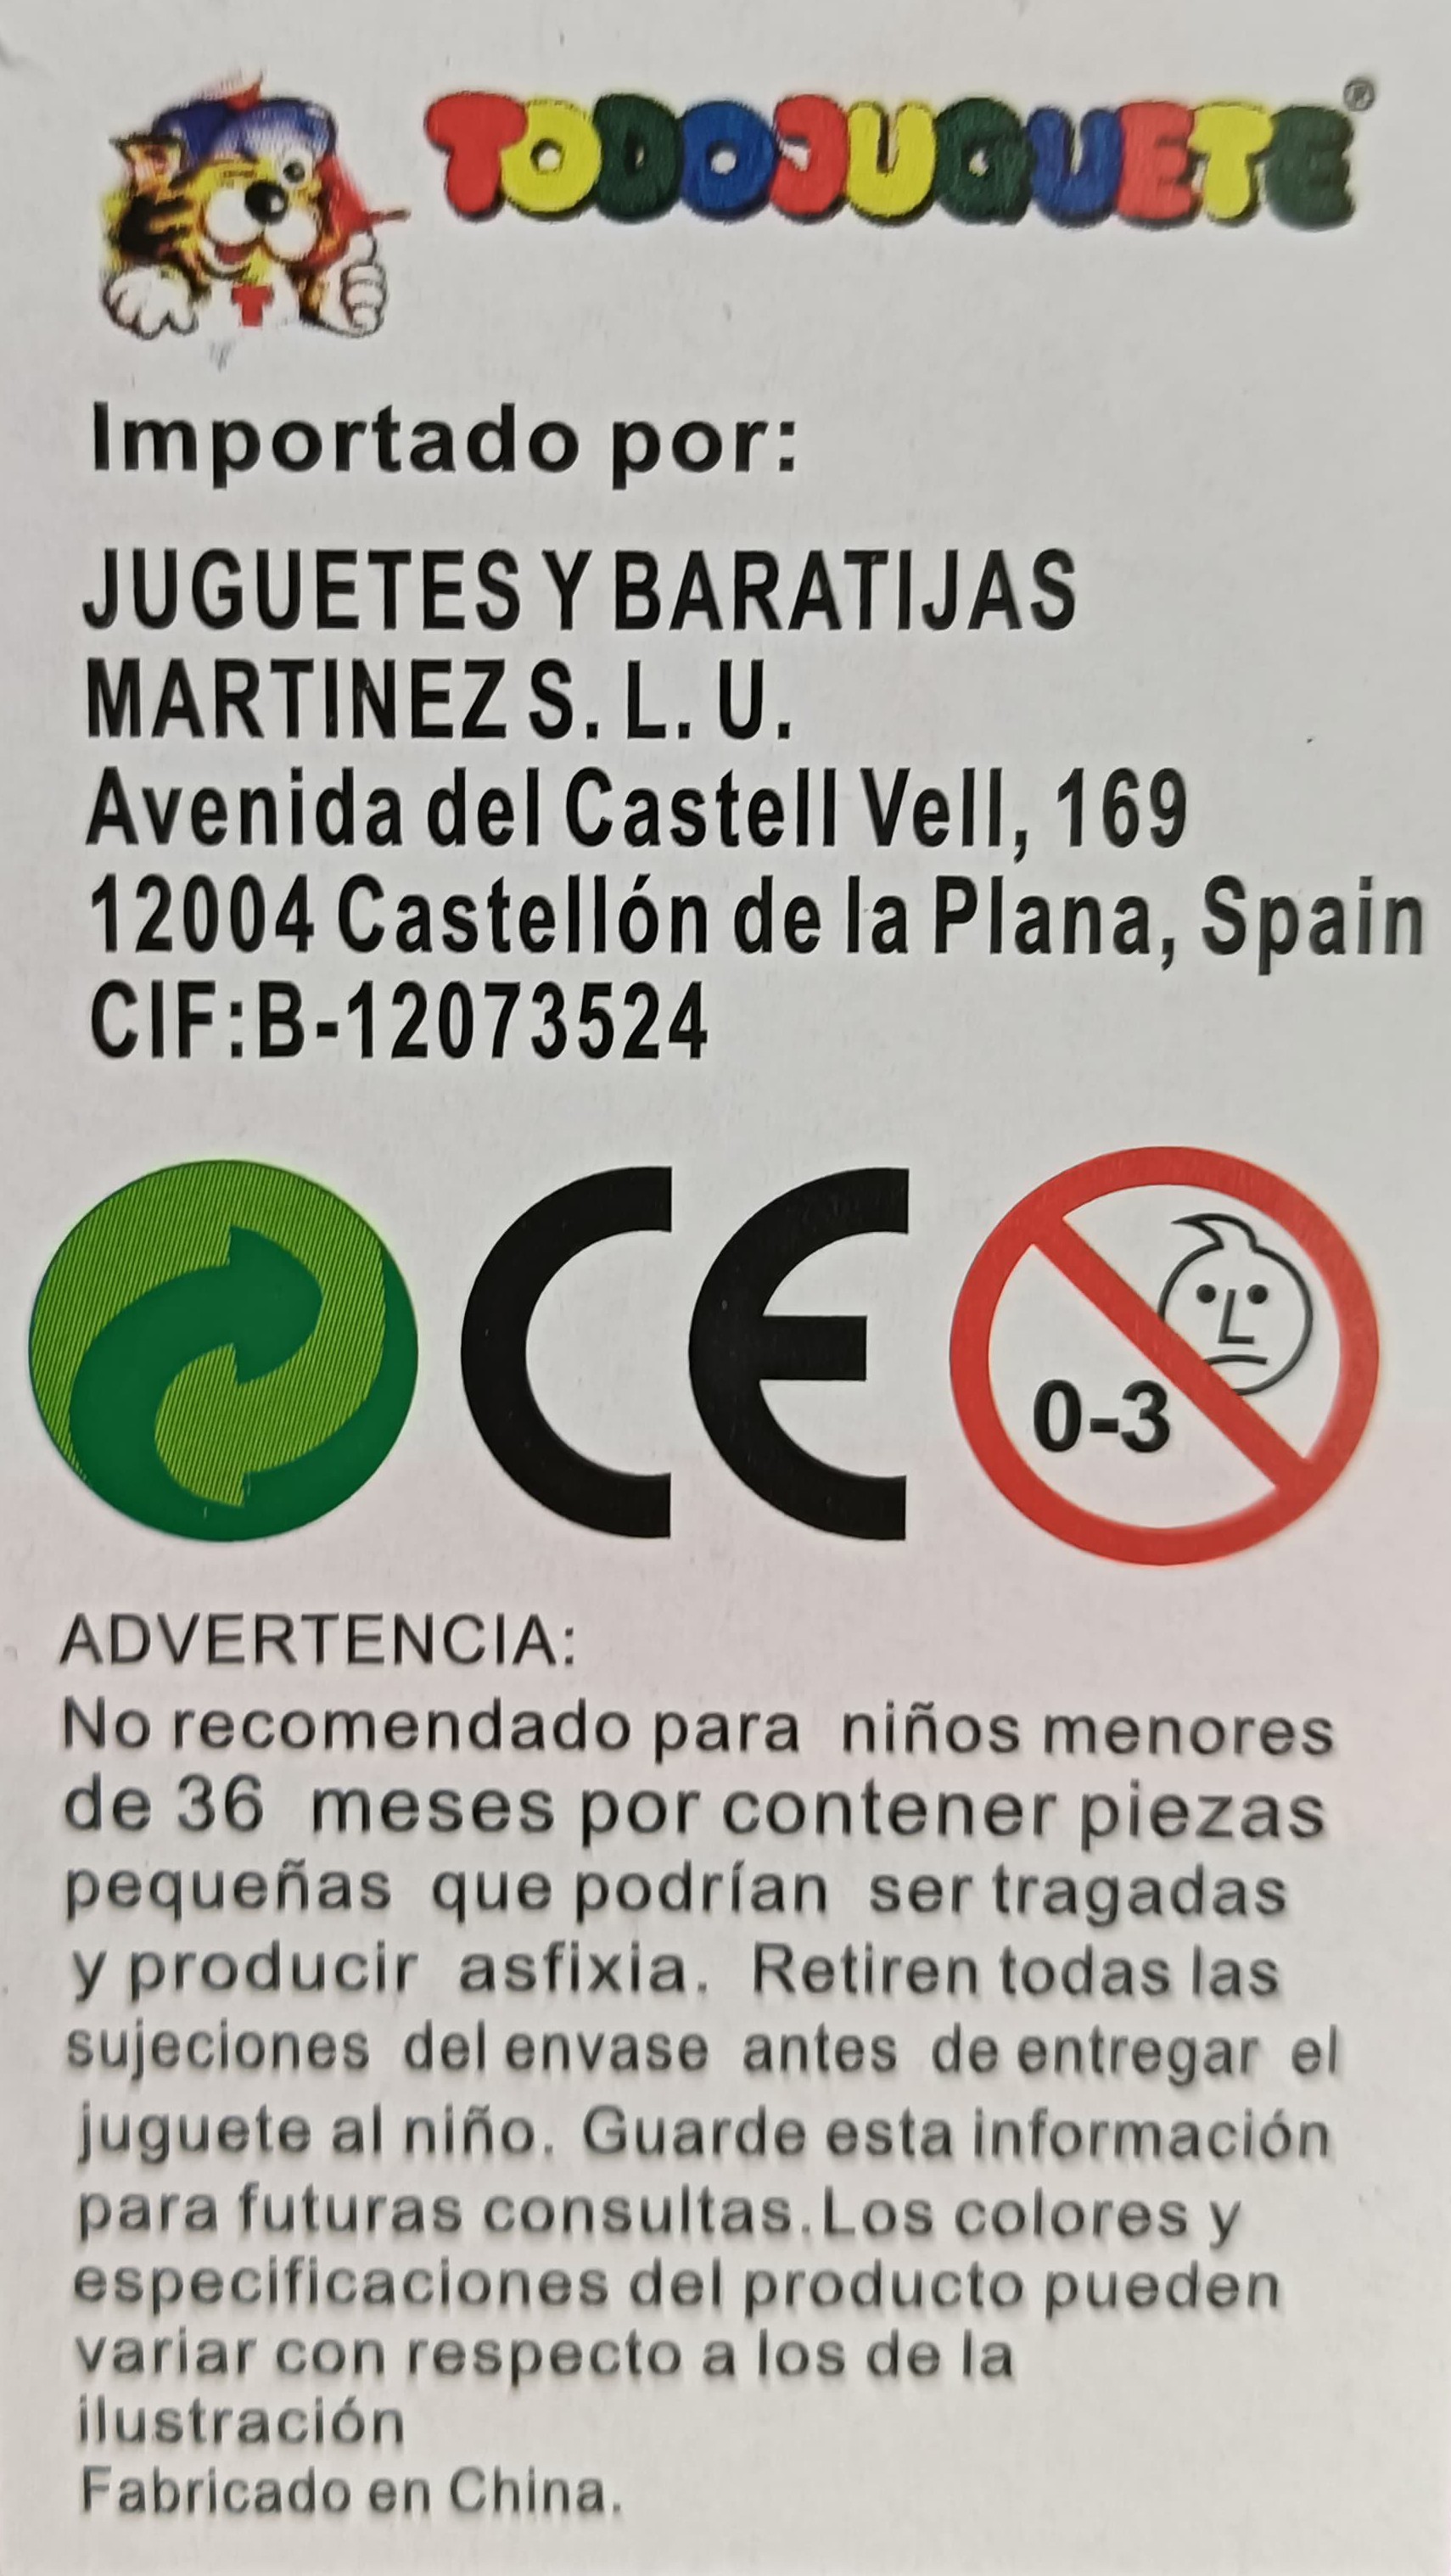 TODOJUGUETE®
T
Importado por:
JUGUETES Y BARATIJAS
MARTINEZ S. L. U.
Avenida del Castell Vell, 169
12004 Castellón de la Plana, Spain
CIF:B-12073524
CE
0-3
ADVERTENCIA:
No recomendado para niños menores
de 36 meses por contener piezas
pequeñas que podrían ser tragadas
y producir asfixia. Retiren todas las
sujeciones del envase antes de entregar el
juguete al niño. Guarde esta información
para futuras consultas.Los colores y
especificaciones del producto pueden
variar con respecto a los de la
ilustración
Fabricado en China.